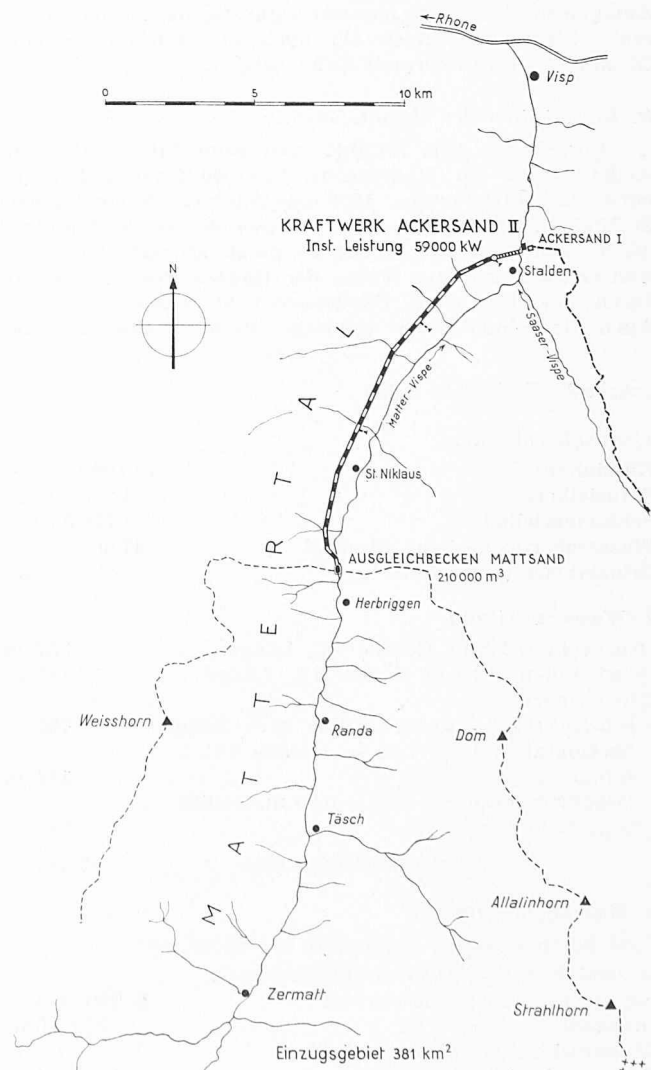 ←Rhone
Visp
0 5 10 km
KRAFTWERK ACKERSAND II
Inst. Leistung 59000 kW
ACKERSAND I
Stalden
N
Saaser-Vispe
Matter-Vispe
St. Niklaus
AUSGLEICHBECKEN MATTSAND
210 000 m³
Herbriggen
MATTERTAL
Weisshorn
Randa
Dom
Täsch
Allalinhorn
Zermatt
Strahlhorn
Einzugsgebiet 381 km²